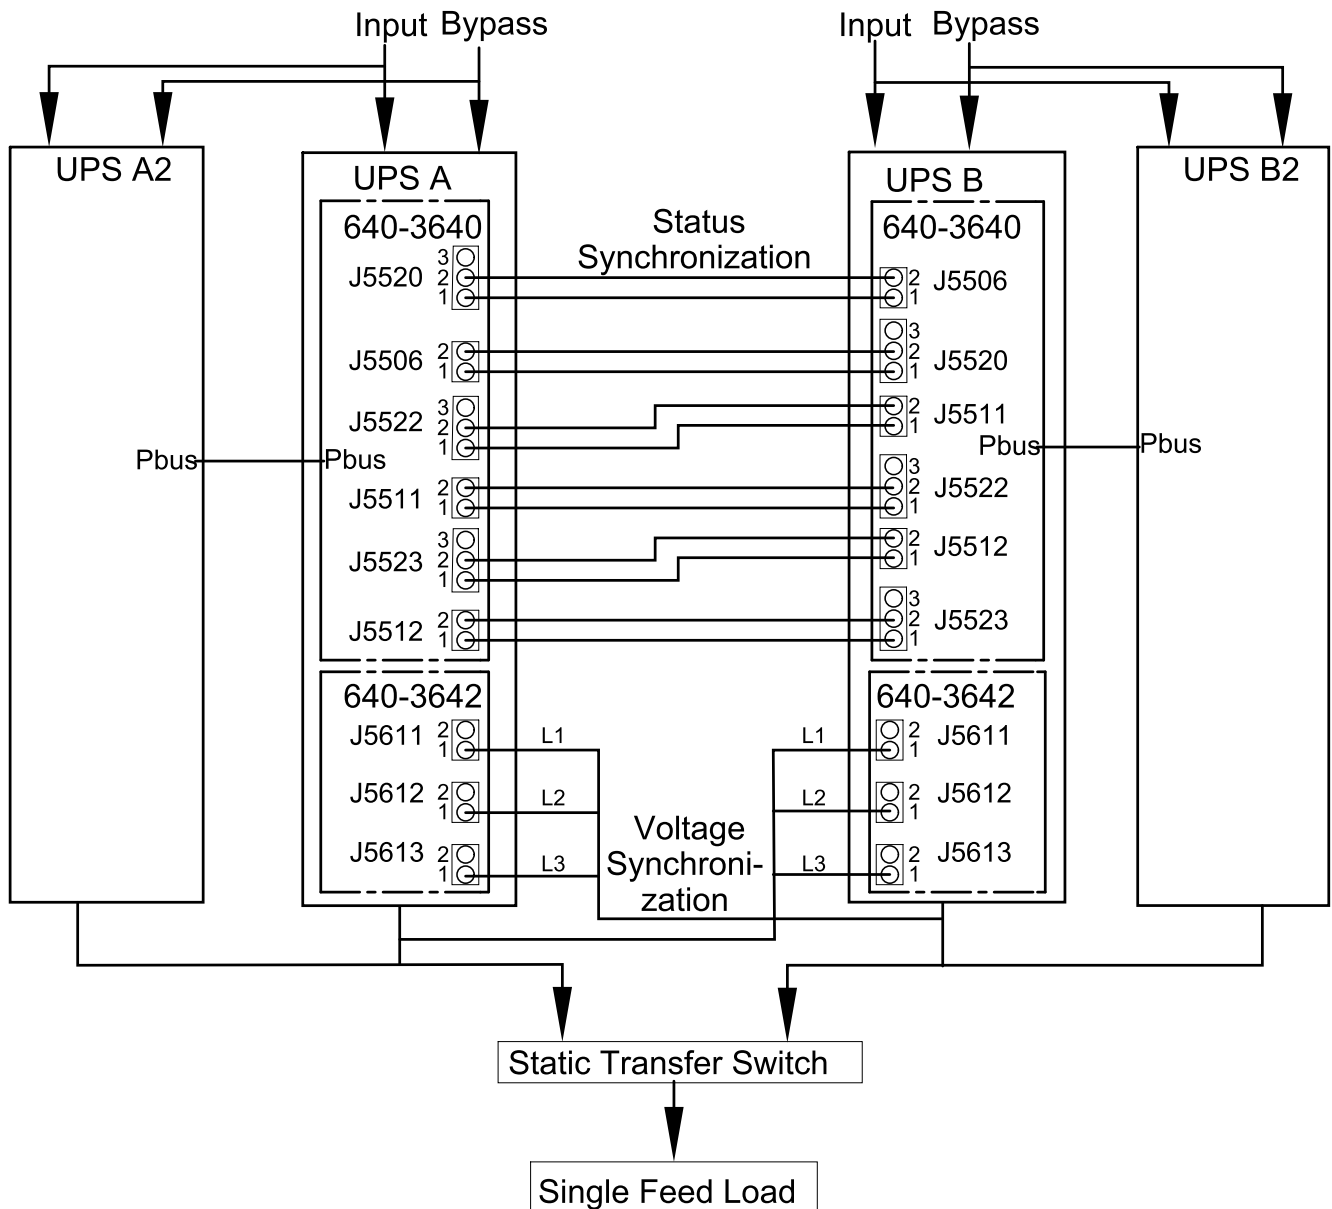 Input Bypass
Input Bypass
UPS A2
UPS A
640-3640
3
J5520 2
1
J5506 2
1
3
J5522 2
1
Pbus
Pbus
J5511 2
1
3
J5523 2
1
J5512 2
1
640-3642
J5611 2
1
J5612 2
1
J5613 2
1
Status
Synchronization
L1
L2
L3
Voltage
Synchroni-
zation
L1
L2
L3
UPS B
640-3640
2 J5506
1
3
2 J5520
1
2 J5511
1
Pbus
Pbus
3
2 J5522
1
2 J5512
1
3
2 J5523
1
640-3642
2 J5611
1
2 J5612
1
2 J5613
1
UPS B2
Static Transfer Switch
Single Feed Load